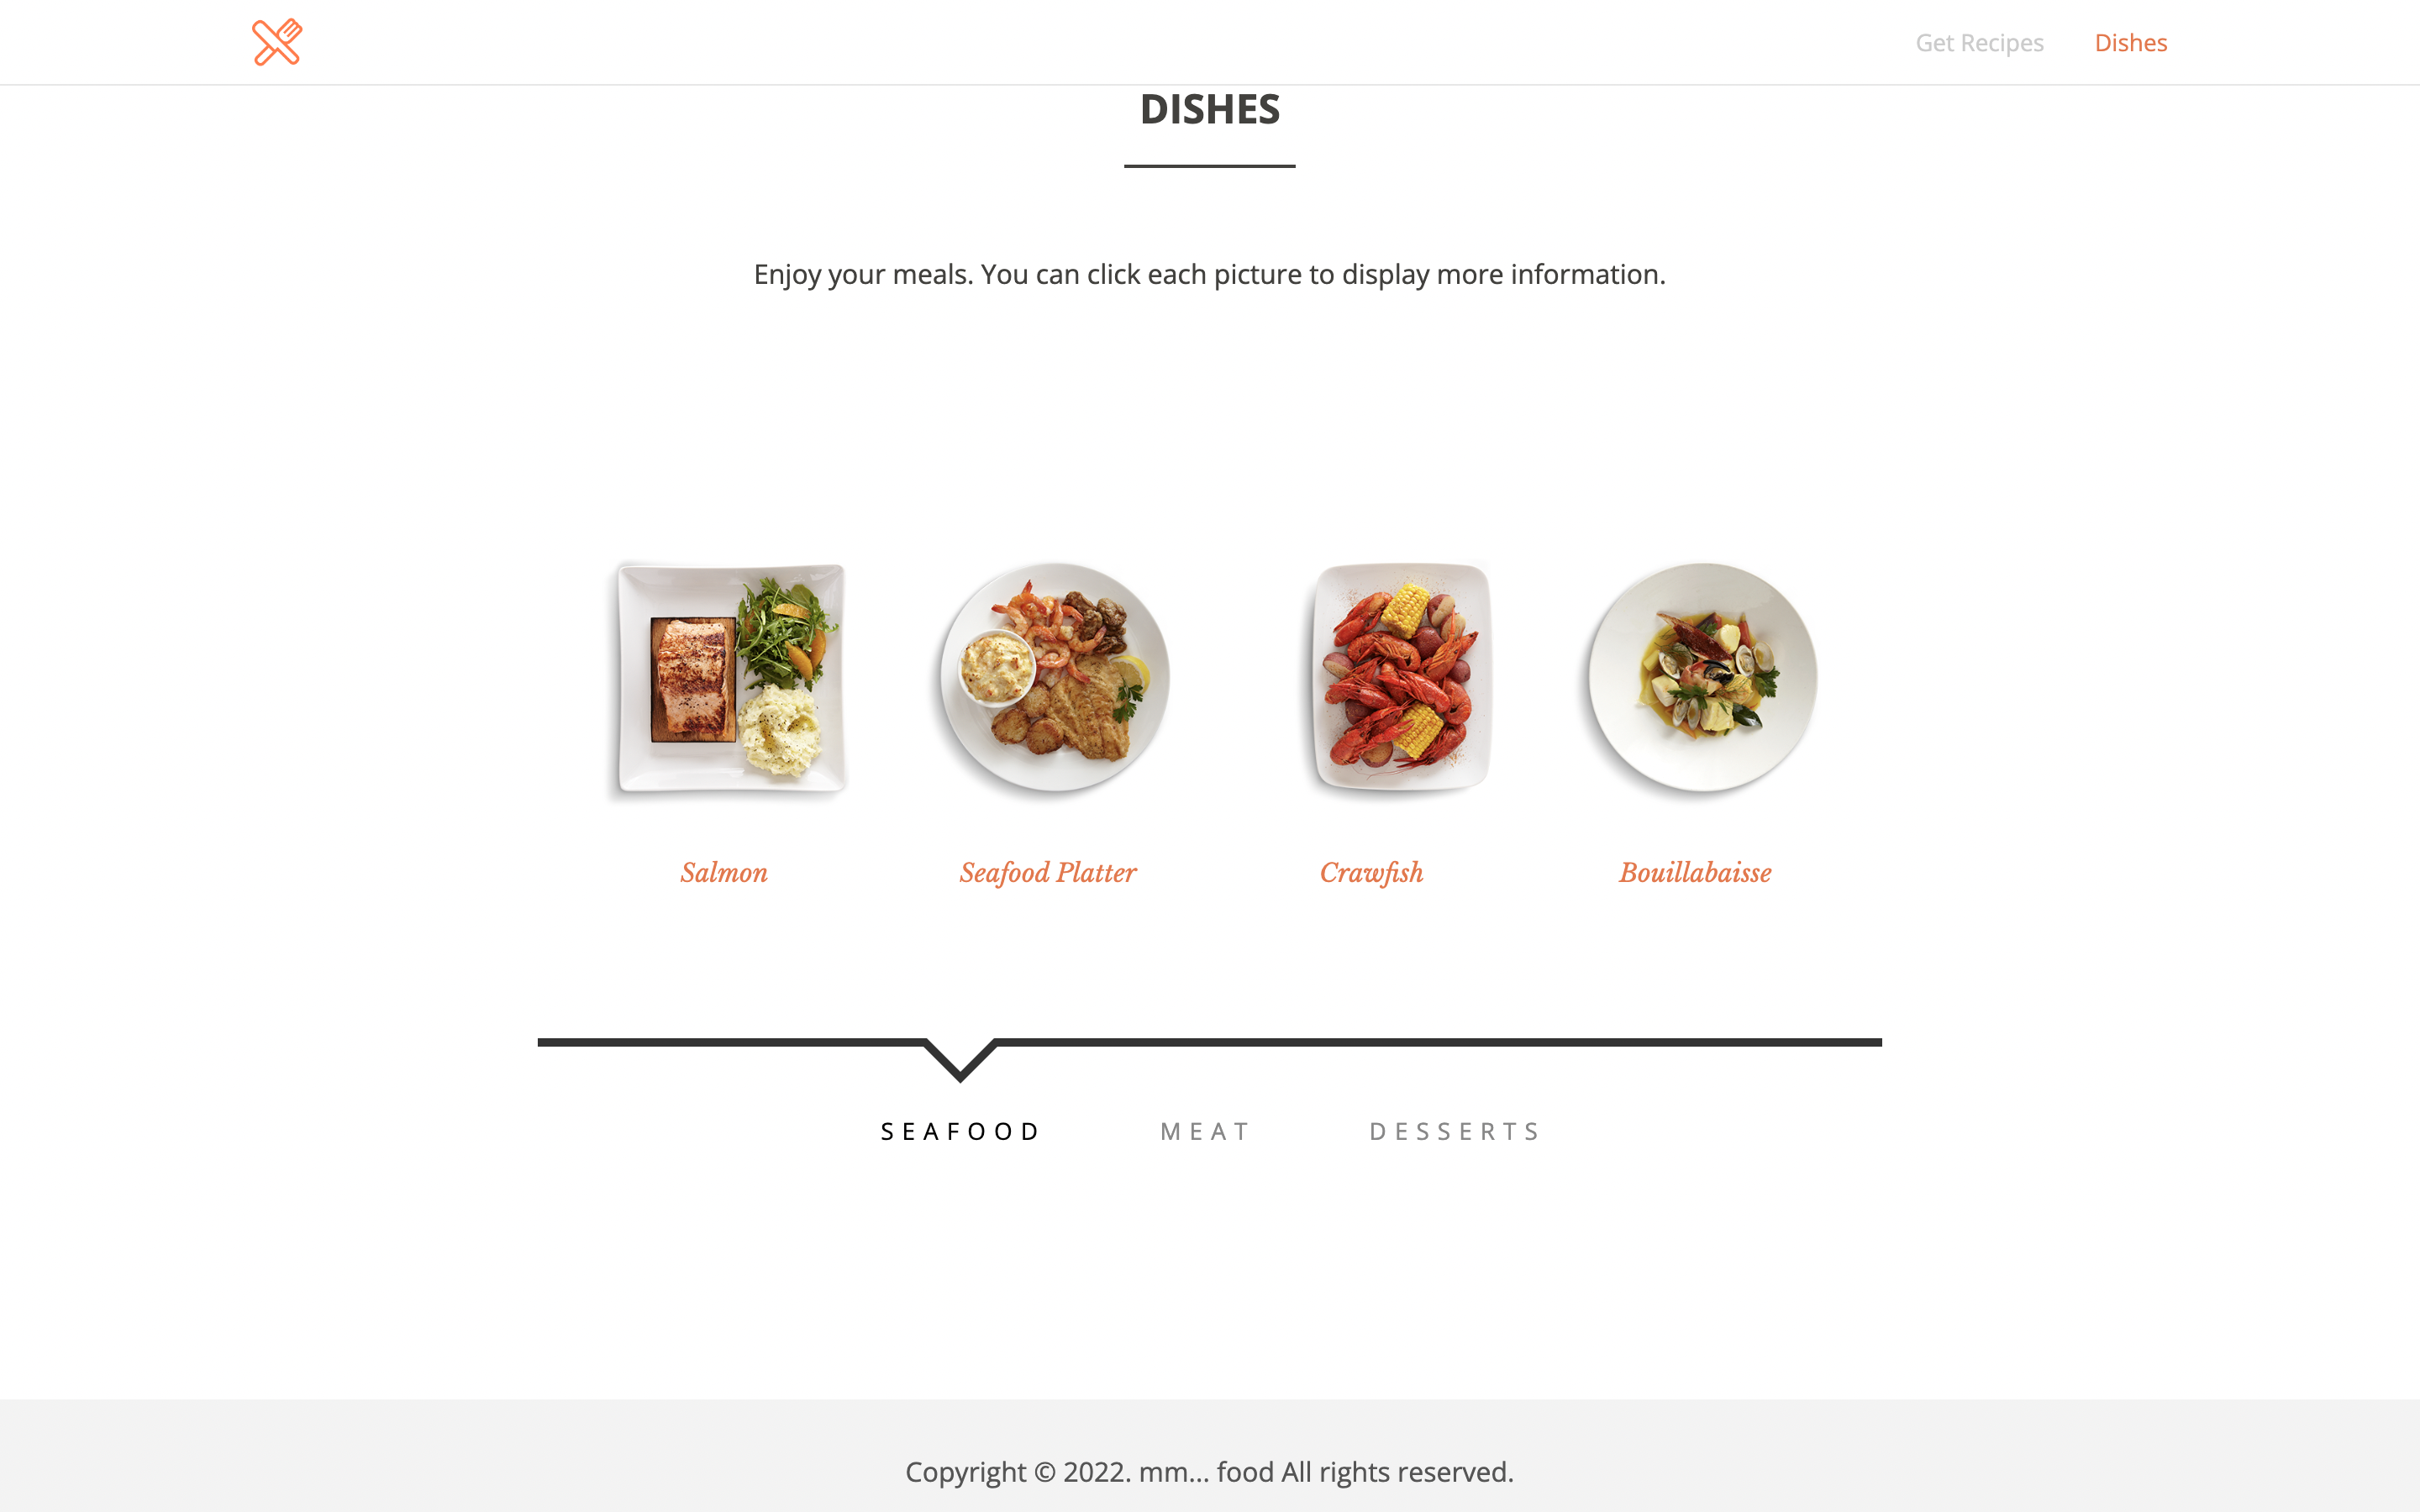 Get Recipes Dishes
DISHES
Enjoy your meals. You can click each picture to display more information.
Salmon Seafood Platter Crawfish Bouillabaisse
SEAFOOD MEAT DESSERTS
Copyright © 2022. mm... food All rights reserved.